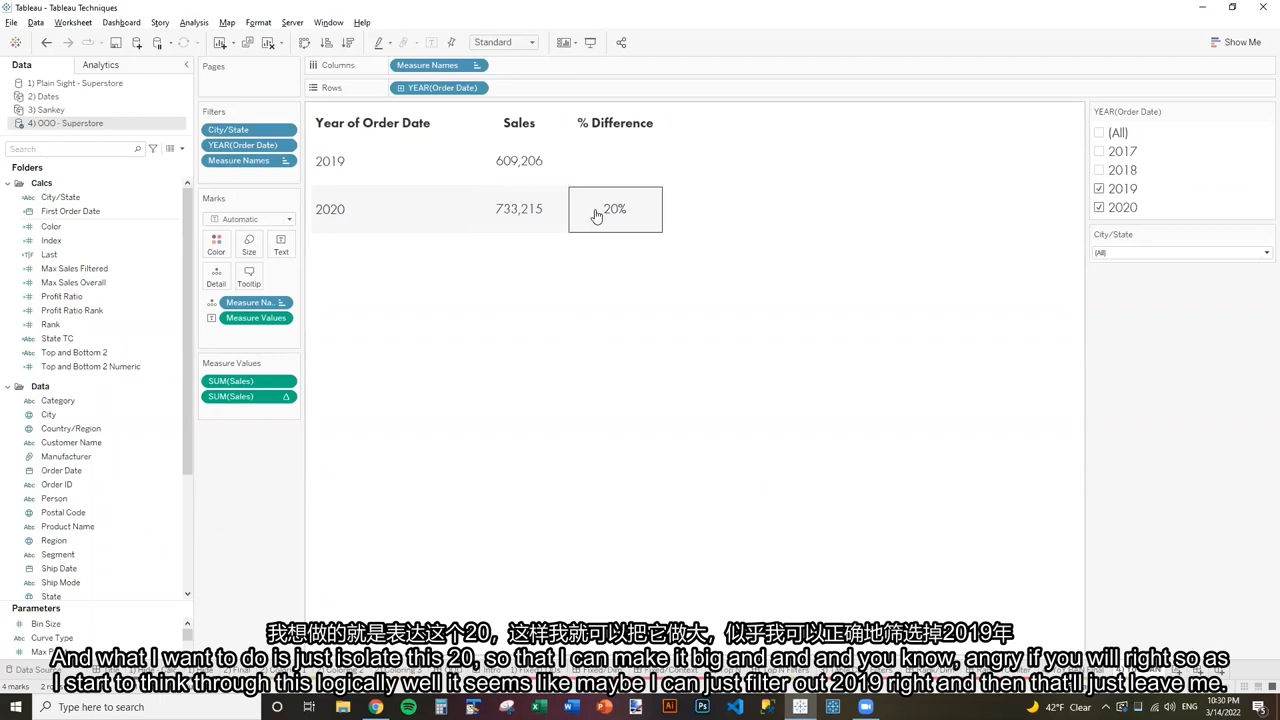 Tableau - Tableau Techniques
File Data Worksheet Dashboard Story Analysis Map Format Server Window Help
Standard
Show Me
Data Analytics
1) Plain Sight - Superstore
2) Dates
3) Sankey
4) OOO - Superstore
Search
Folders
Calcs
City/State
First Order Date
Color
Index
Last
Max Sales Filtered
Max Sales Overall
Profit Ratio
Profit Ratio Rank
Rank
State TC
Top and Bottom 2
Top and Bottom 2 Numeric
Data
Category
City
Country/Region
Customer Name
Manufacturer
Order Date
Order ID
Person
Postal Code
Product Name
Region
Segment
Ship Date
Ship Mode
State
Parameters
Bin Size
Curve Type
Pages
Filters
City/State
YEAR(Order Date)
Measure Names
Marks
Automatic
Color Size Text
Detail Tooltip
Measure Na..
Measure Values
Measure Values
SUM(Sales)
SUM(Sales)
Columns Measure Names
Rows YEAR(Order Date)
Year of Order Date Sales % Difference
2019 609,206
2020 733,215 20%
YEAR(Order Date)
(All)
2017
2018
2019
2020
City/State
(All)
我想做的就是表达这个20，这样我就可以把它做大，似乎我可以正确地筛选掉2019年
And what I want to do is just isolate this 20, so that I can make it big and and and you know, angry if you will right so as
I start to think through this logically well it seems like maybe I can just filter out 2019 right and then that'll just leave me.
Data Source
4 marks
Type here to search
42°F Clear
10:30 PM
3/14/2022